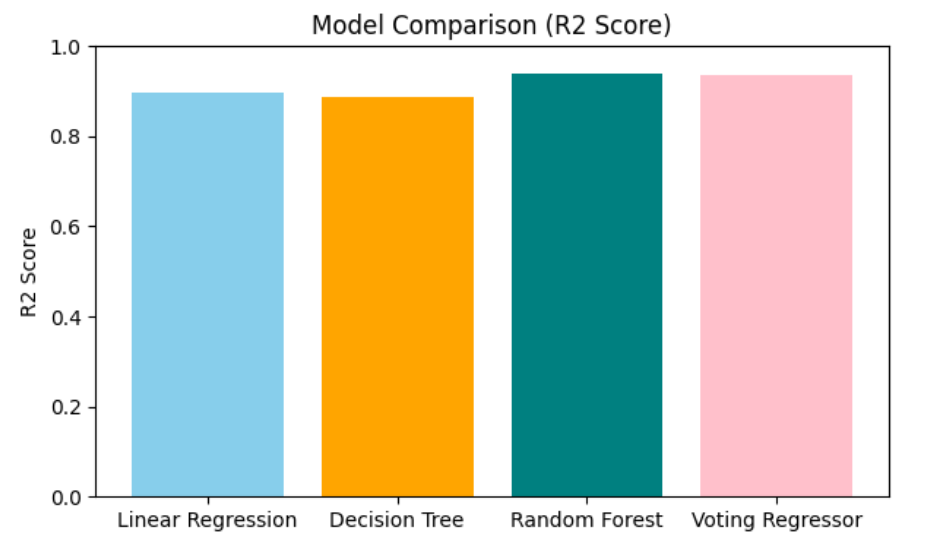 Model Comparison (R2 Score)
1.0
0.8
0.6
0.4
0.2
0.0
R2 Score
Linear Regression
Decision Tree
Random Forest
Voting Regressor